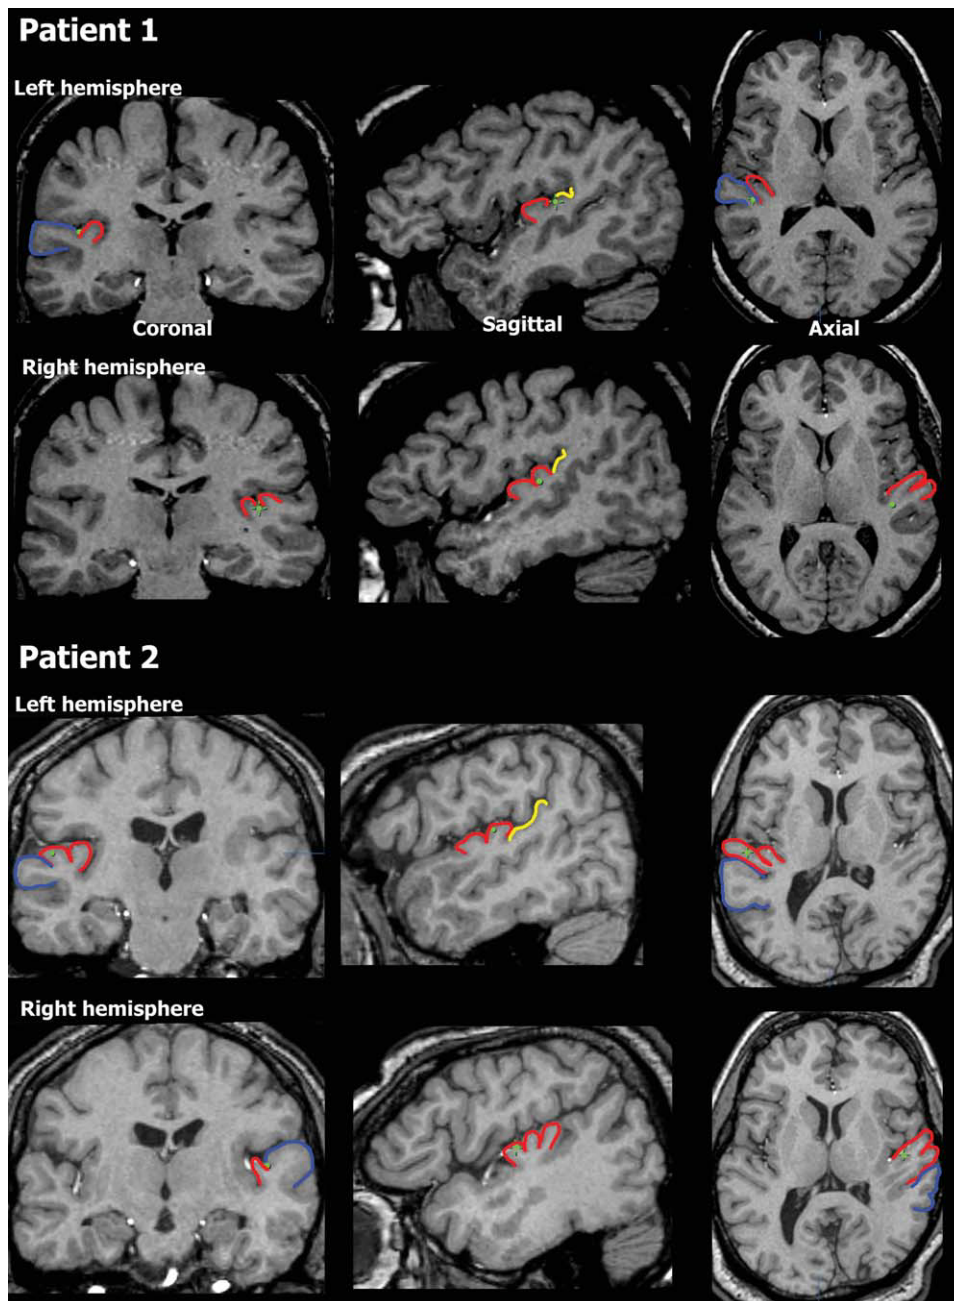 Patient 1
Left hemisphere
Coronal
Sagittal
Axial
Right hemisphere
Patient 2
Left hemisphere
Right hemisphere